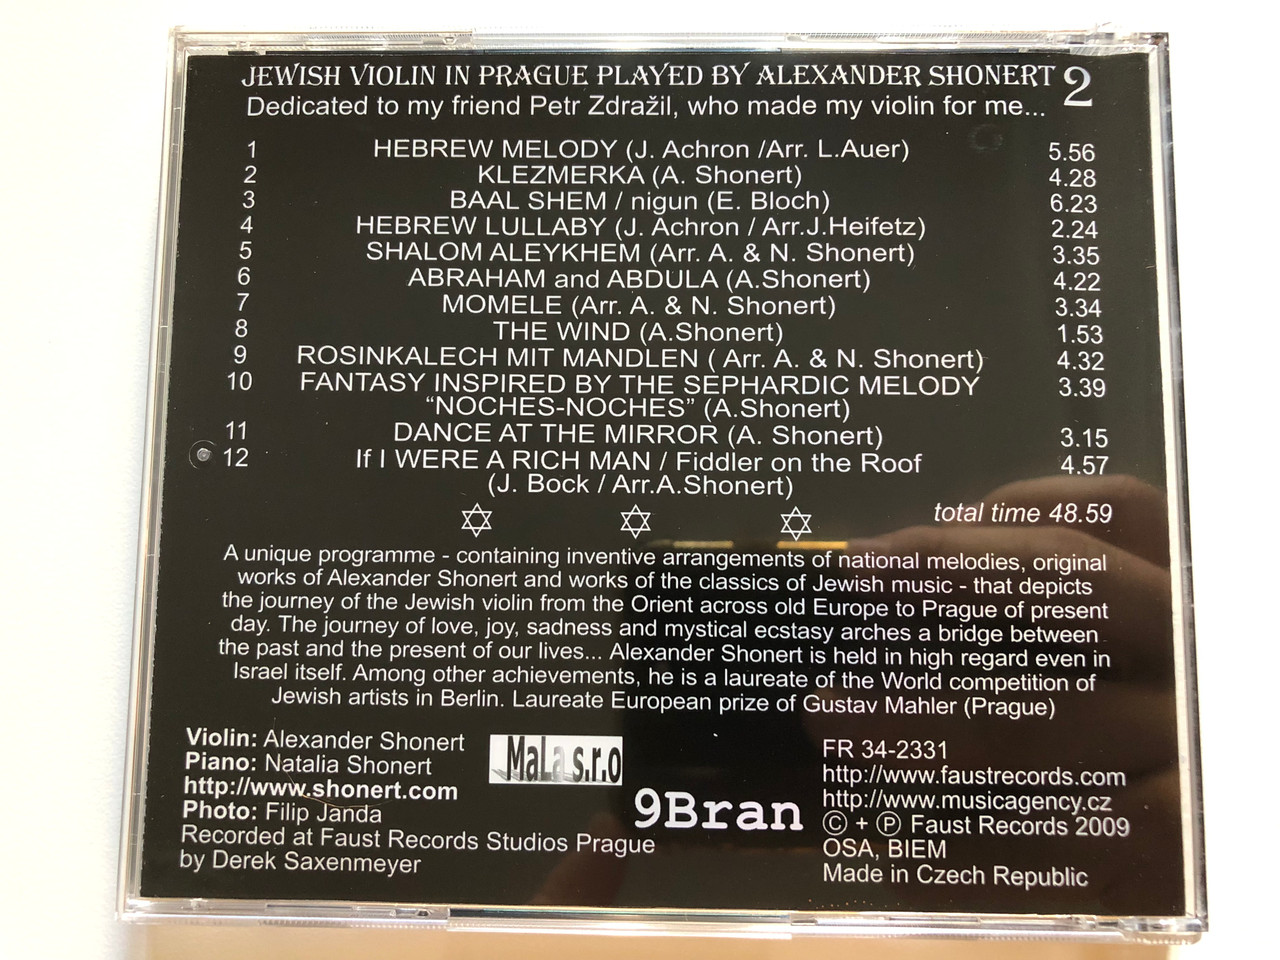 JEWISH VIOLIN IN PRAGUE PLAYED BY ALEXANDER SHONERT 2
Dedicated to my friend Petr Zdražil, who made my violin for me...
1 HEBREW MELODY (J. Achron /Arr. L.Auer) 5.56
2 KLEZMERKA (A. Shonert) 4.28
3 BAAL SHEM / nigun (E. Bloch) 6.23
4 HEBREW LULLABY (J. Achron / Arr.J.Heifetz) 2.24
5 SHALOM ALEYKHEM (Arr. A. & N. Shonert) 3.35
6 ABRAHAM and ABDULA (A.Shonert) 4.22
7 MOMELE (Arr. A. & N. Shonert) 3.34
8 THE WIND (A.Shonert) 1.53
9 ROSINKALECH MIT MANDLEN ( Arr. A. & N. Shonert) 4.32
10 FANTASY INSPIRED BY THE SEPHARDIC MELODY 3.39
“NOCHES-NOCHES” (A.Shonert)
11 DANCE AT THE MIRROR (A. Shonert) 3.15
12 If I WERE A RICH MAN / Fiddler on the Roof 4.57
(J. Bock / Arr.A.Shonert)
total time 48.59
A unique programme - containing inventive arrangements of national melodies, original
works of Alexander Shonert and works of the classics of Jewish music - that depicts
the journey of the Jewish violin from the Orient across old Europe to Prague of present
day. The journey of love, joy, sadness and mystical ecstasy arches a bridge between
the past and the present of our lives... Alexander Shonert is held in high regard even in
Israel itself. Among other achievements, he is a laureate of the World competition of
Jewish artists in Berlin. Laureate European prize of Gustav Mahler (Prague)
Violin: Alexander Shonert
Piano: Natalia Shonert
http://www.shonert.com
Photo: Filip Janda
Recorded at Faust Records Studios Prague
by Derek Saxenmeyer
MaLa s.r.o
9Bran
FR 34-2331
http://www.faustrecords.com
http://www.musicagency.cz
© + ℗ Faust Records 2009
OSA, BIEM
Made in Czech Republic